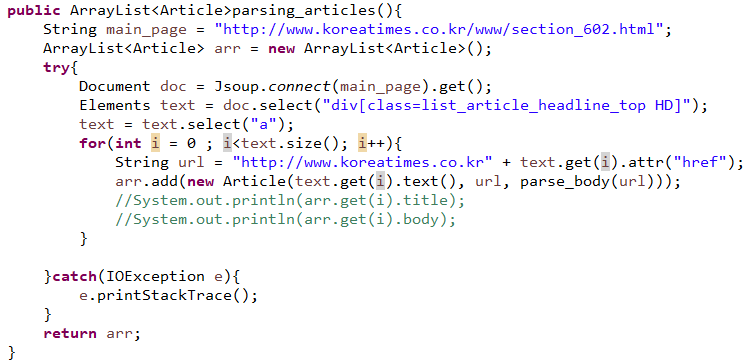 public ArrayList<Article>parsing_articles(){
String main_page = "http://www.koreatimes.co.kr/www/section_602.html";
ArrayList<Article> arr = new ArrayList<Article>();
try{
Document doc = Jsoup.connect(main_page).get();
Elements text = doc.select("div[class=list_article_headline_top HD]");
text = text.select("a");
for(int i = 0 ; i<text.size(); i++){
String url = "http://www.koreatimes.co.kr" + text.get(i).attr("href");
arr.add(new Article(text.get(i).text(), url, parse_body(url)));
//System.out.println(arr.get(i).title);
//System.out.println(arr.get(i).body);
}
}catch(IOException e){
e.printStackTrace();
}
return arr;
}